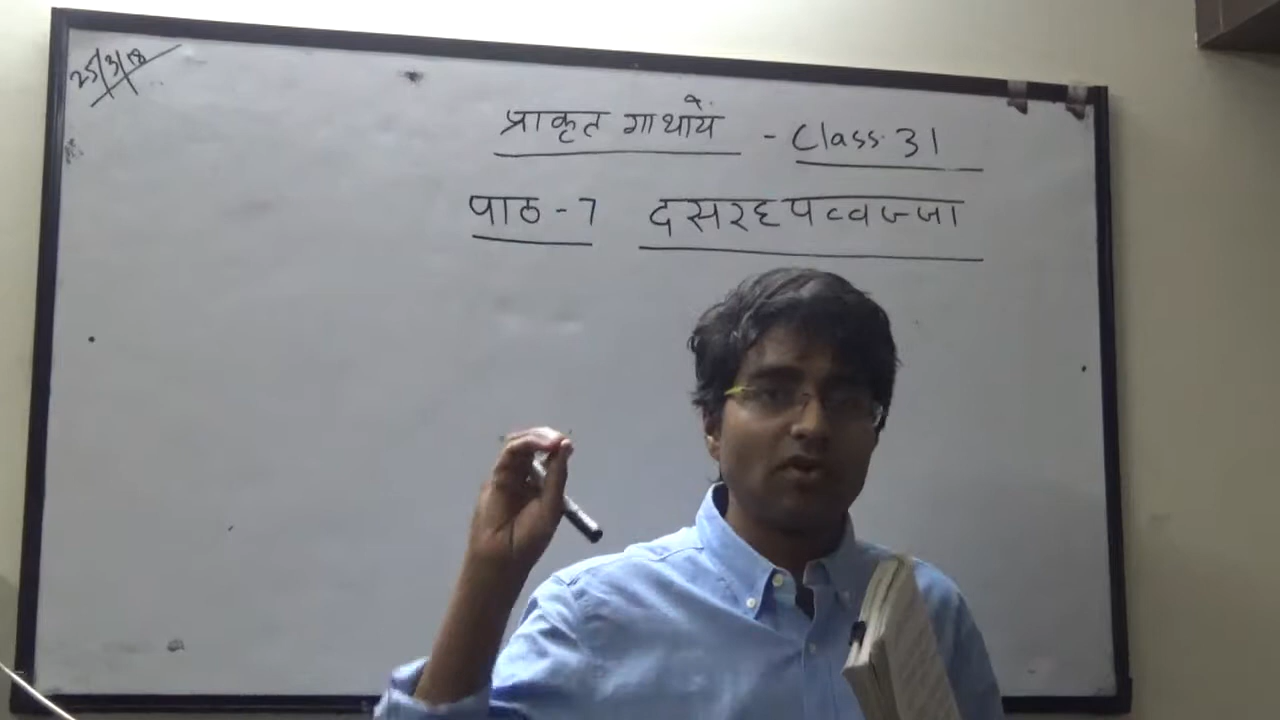 25/3/18
प्राकृत गाथायें - Class 31
पाठ - 7 दसरहपव्वज्जा